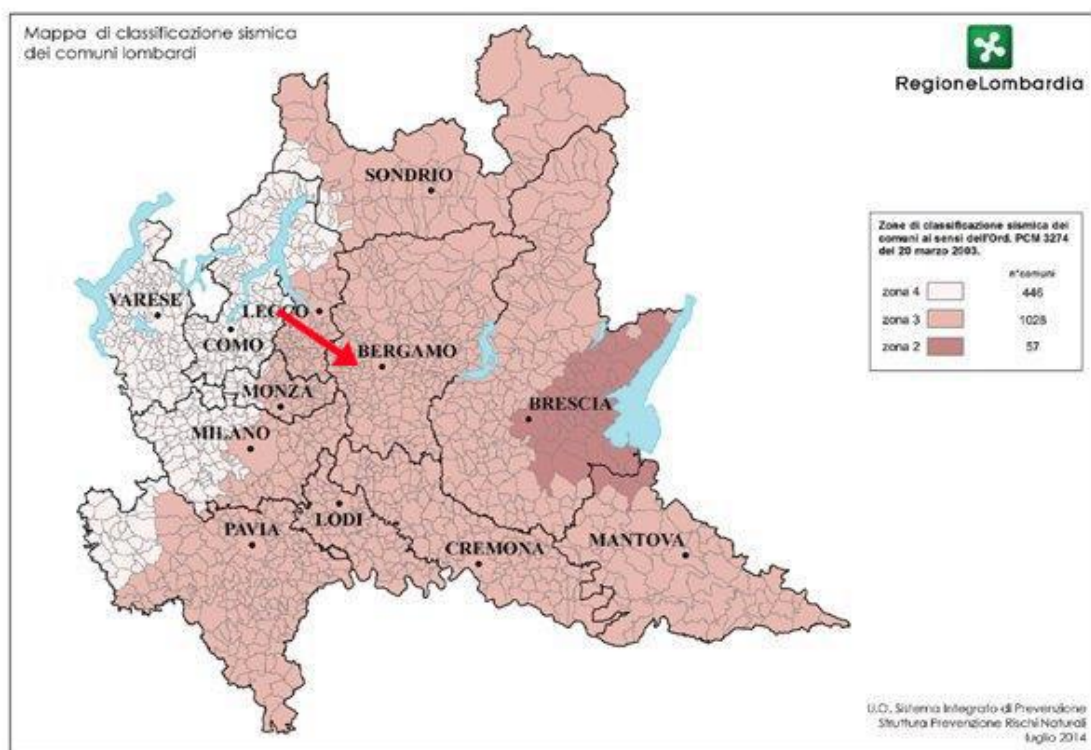 Mappa di classificazione sismica
dei comuni lombardi
RegioneLombardia
SONDRIO
Zone di classificazione sismica dei
comuni ai sensi dell'Ord. PCM 3274
del 20 marzo 2003.
n°comuni
zona 4 446
zona 3 1028
zona 2 57
VARESE
LECCO
COMO
BERGAMO
MONZA
BRESCIA
MILANO
PAVIA
LODI
CREMONA
MANTOVA
U.O. Sistema Integrato di Prevenzione
Struttura Prevenzione Rischi Naturali
luglio 2014